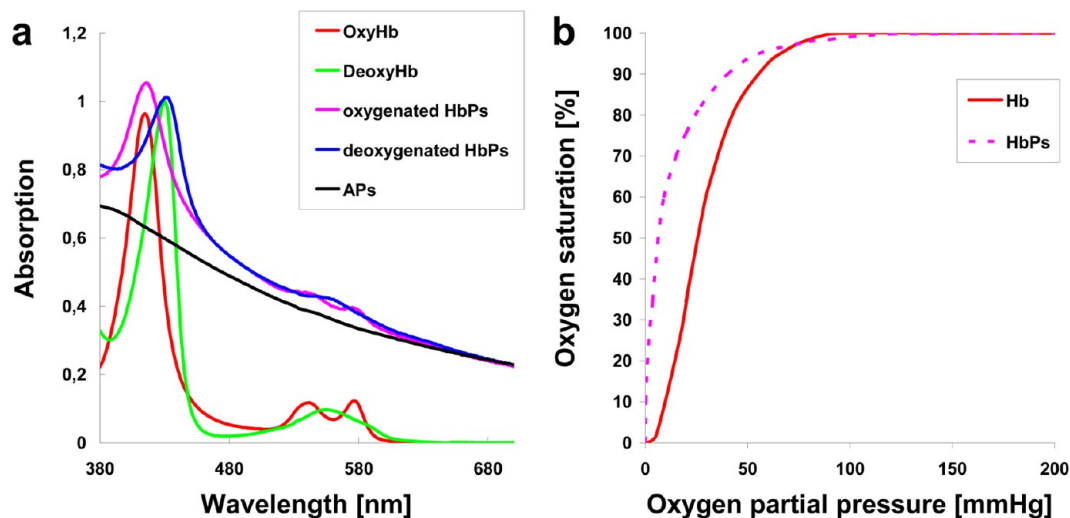 a
1,2
1
0,8
0,6
0,4
0,2
0
Absorption
380
480
580
680
Wavelength [nm]
OxyHb
DeoxyHb
oxygenated HbPs
deoxygenated HbPs
APs
b
100
90
80
70
60
50
40
30
20
10
0
Oxygen saturation [%]
0
50
100
150
200
Oxygen partial pressure [mmHg]
Hb
HbPs